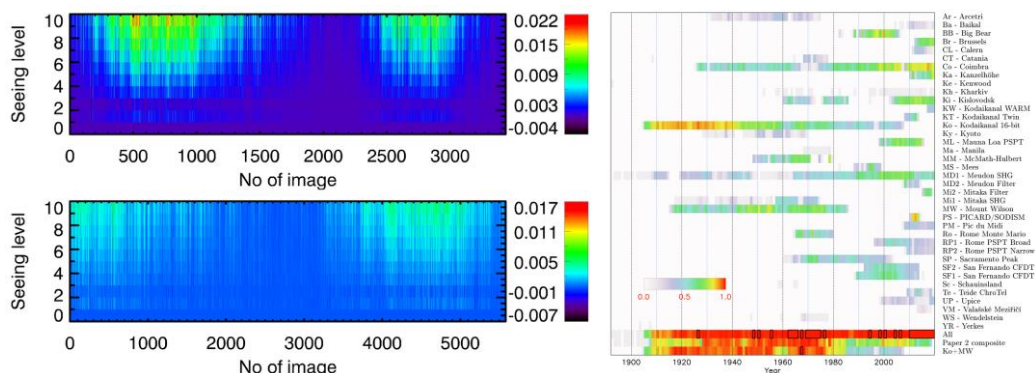 Seeing level
10
8
6
4
2
0
0 500 1000 1500 2000 2500 3000
No of image
0.022
0.015
0.009
0.003
-0.004
Seeing level
10
8
6
4
2
0
0 1000 2000 3000 4000 5000
No of image
0.017
0.011
0.005
-0.001
-0.007
Ar - Arcetri
Ba - Baikal
BB - Big Bear
Br - Brussels
CL - Calern
CT - Catania
Co - Coimbra
Ka - Kanzelhöhe
Ke - Kenwood
Kh - Kharkiv
Ki - Kislovodsk
KW - Kodaikanal WARM
KT - Kodaikanal Twin
Ko - Kodaikanal 16-bit
Ky - Kyoto
ML - Mauna Loa PSPT
Ma - Manila
MM - McMath-Hulbert
MS - Mees
MD1 - Meudon SHG
MD2 - Meudon Filter
Mi2 - Mitaka Filter
Mi1 - Mitaka SHG
MW - Mount Wilson
PS - PICARD/SODISM
PM - Pic du Midi
Ro - Rome Monte Mario
RP1 - Rome PSPT Broad
RP2 - Rome PSPT Narrow
SP - Sacramento Peak
SF2 - San Fernando CFDT
SF1 - San Fernando CFDT
Sc - Schauinsland
Te - Teide ChroTel
UP - Upice
VM - Valašské Meziříčí
WS - Wendelstein
YR - Yerkes
All
Paper 2 composite
Ko+MW
0.0 0.5 1.0
1900 1920 1940 1960 1980 2000
Year